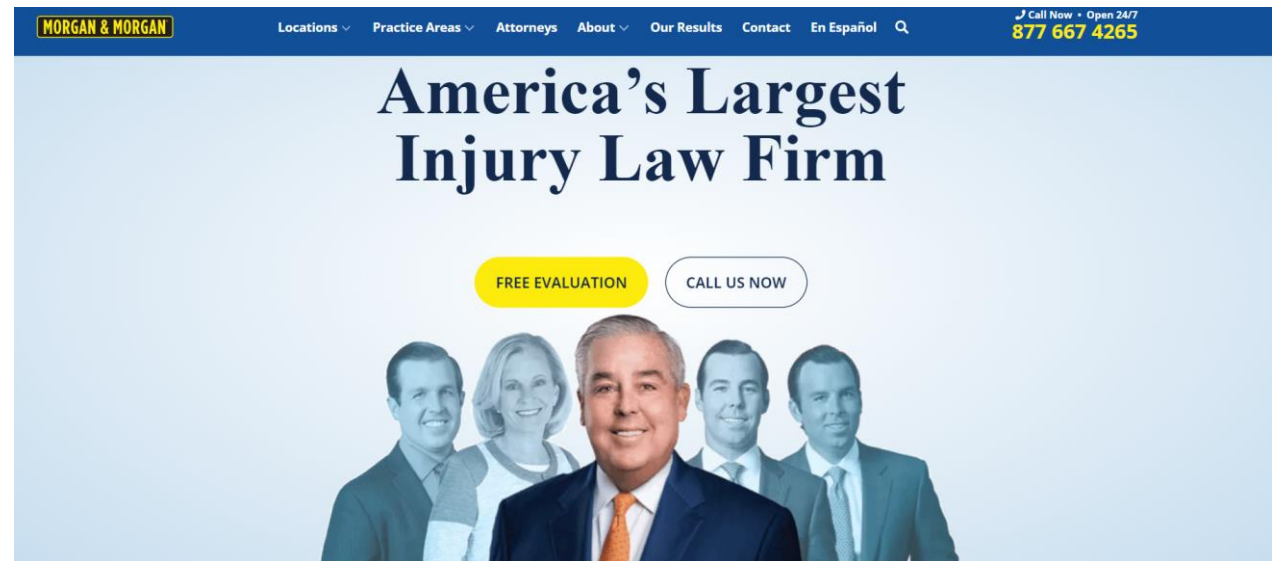 MORGAN & MORGAN
Locations
Practice Areas
Attorneys
About
Our Results
Contact
En Español
Call Now • Open 24/7
877 667 4265
America's Largest
Injury Law Firm
FREE EVALUATION
CALL US NOW